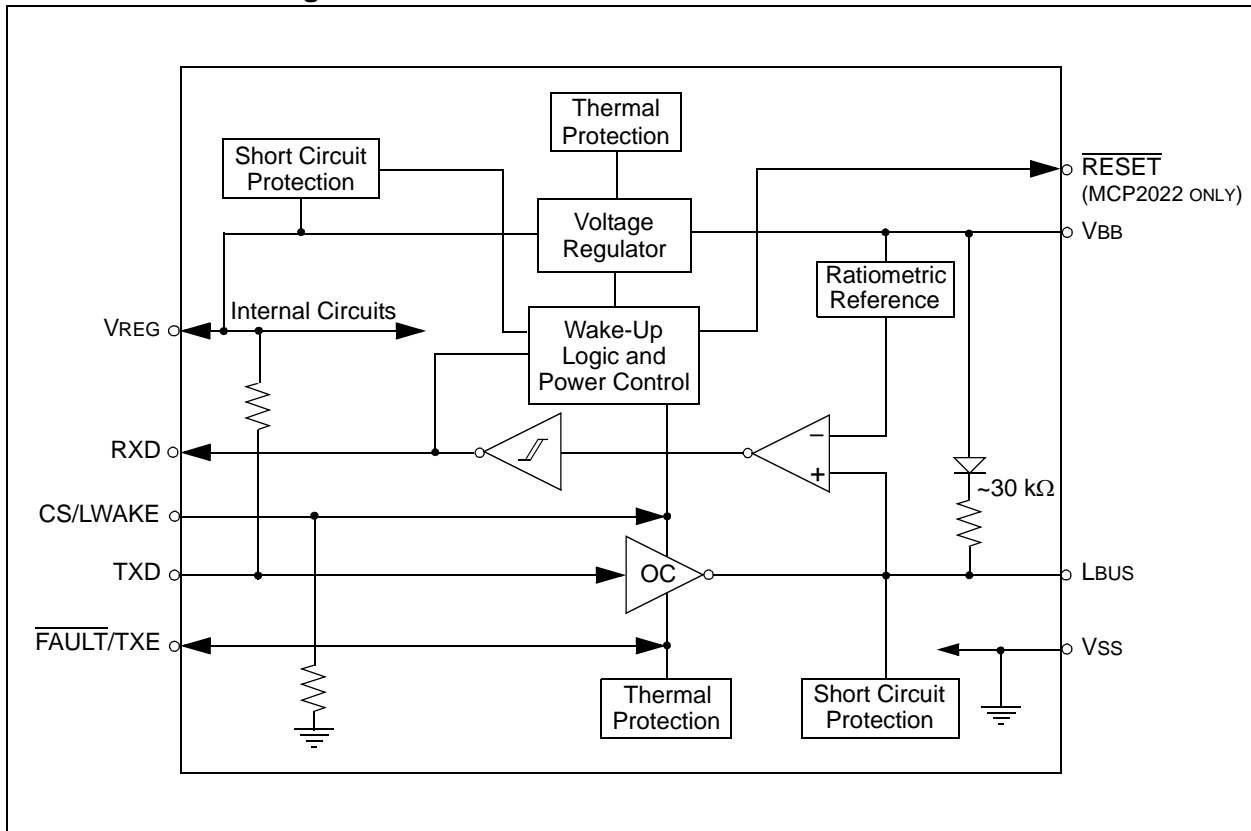 Thermal
Protection
Short Circuit
Protection
RESET
(MCP2022 ONLY)
Voltage
Regulator
VBB
Ratiometric
Reference
Internal Circuits
VREG
Wake-Up
Logic and
Power Control
RXD
−
+
~30 kΩ
CS/LWAKE
TXD
OC
LBUS
FAULT/TXE
VSS
Thermal
Protection
Short Circuit
Protection